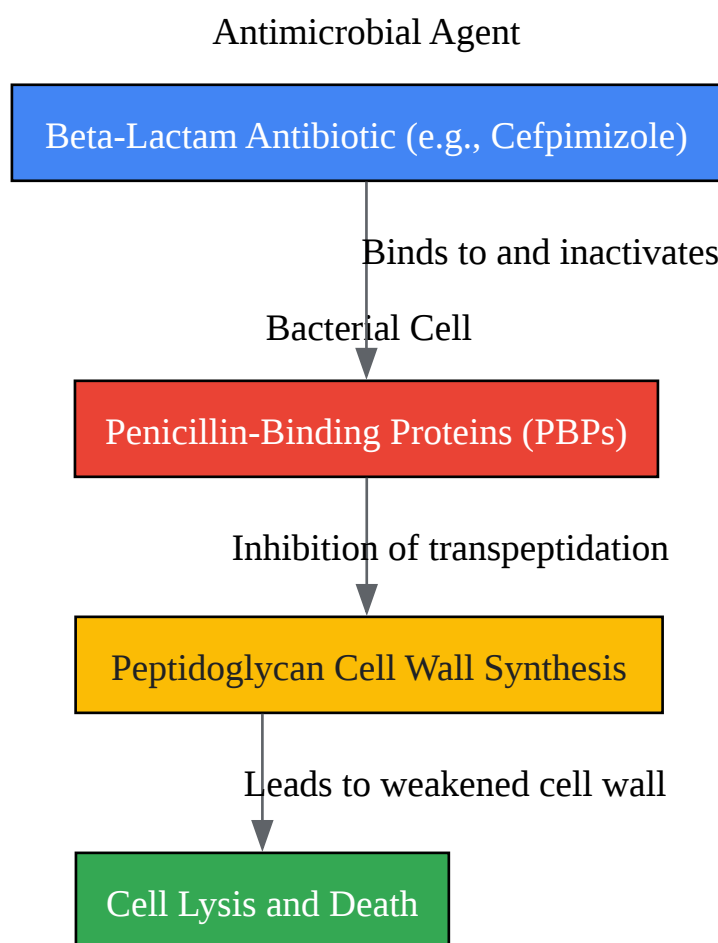 Antimicrobial Agent
Beta-Lactam Antibiotic (e.g., Cefpimizole)
Binds to and inactivates
Bacterial Cell
Penicillin-Binding Proteins (PBPs)
Inhibition of transpeptidation
Peptidoglycan Cell Wall Synthesis
Leads to weakened cell wall
Cell Lysis and Death